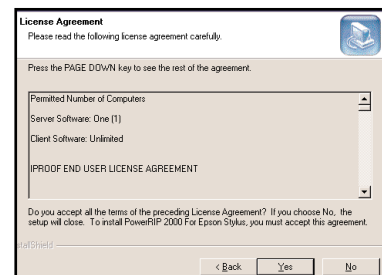 License Agreement
Please read the following license agreement carefully.
Press the PAGE DOWN key to see the rest of the agreement.
Permitted Number of Computers
Server Software: One (1)
Client Software: Unlimited
IPROOF END USER LICENSE AGREEMENT
Do you accept all the terms of the preceding License Agreement? If you choose No, the
setup will close. To install PowerRIP 2000 For Epson Stylus, you must accept this agreement.
stallShield
< Back Yes No